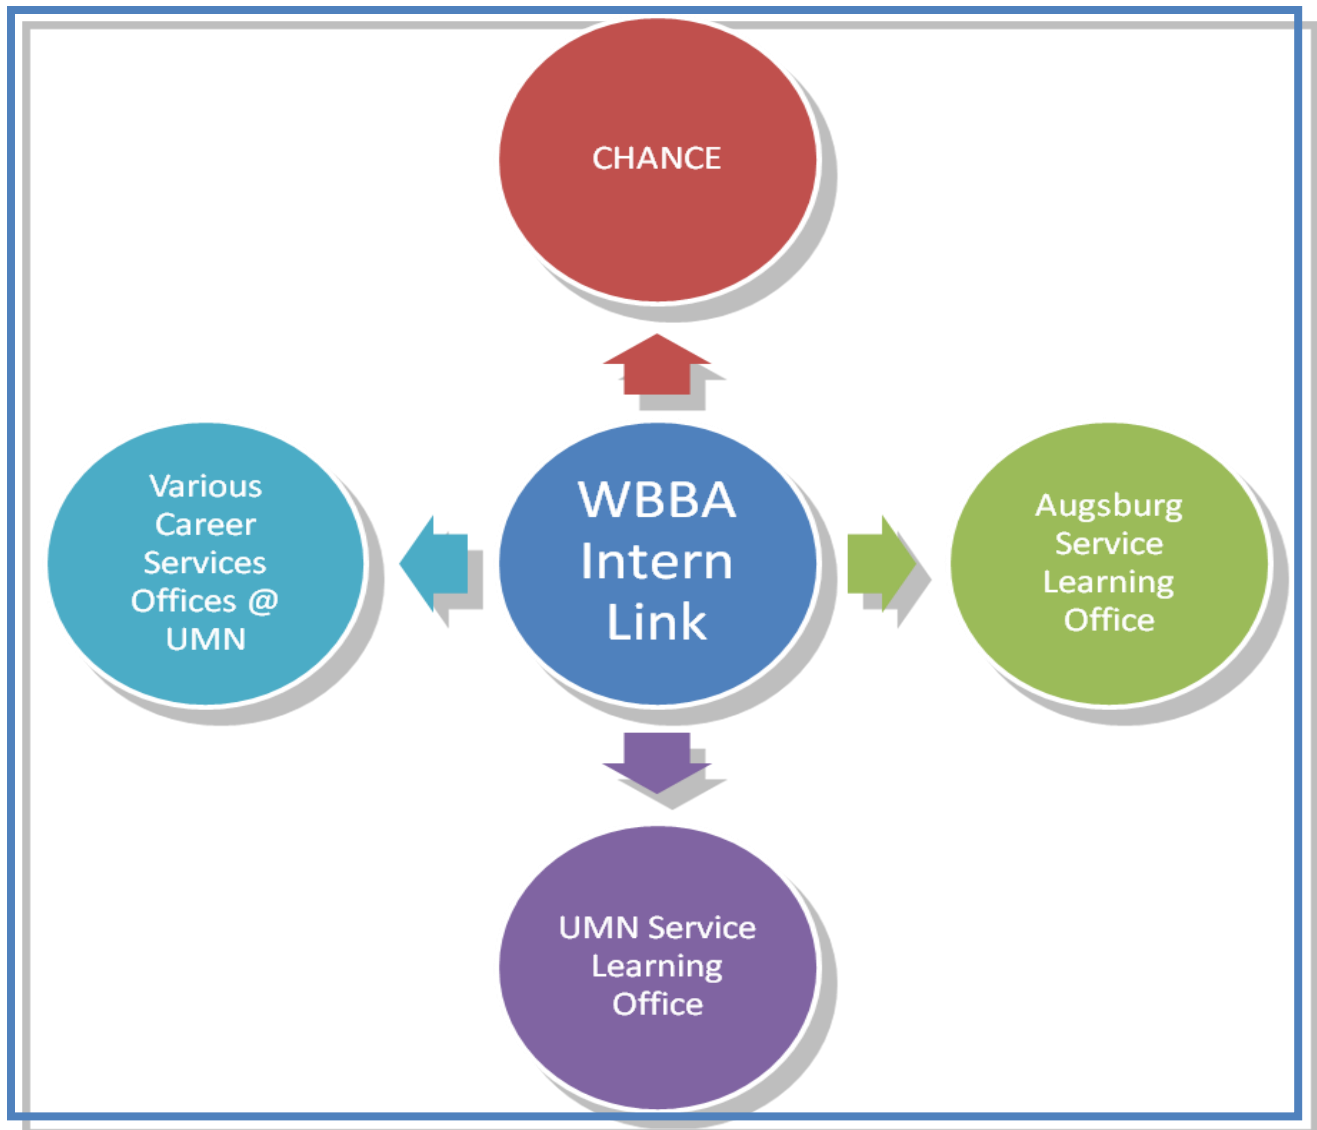 CHANCE
Various
Career
Services
Offices @
UMN
WBBA
Intern
Link
Augsburg
Service
Learning
Office
UMN Service
Learning
Office